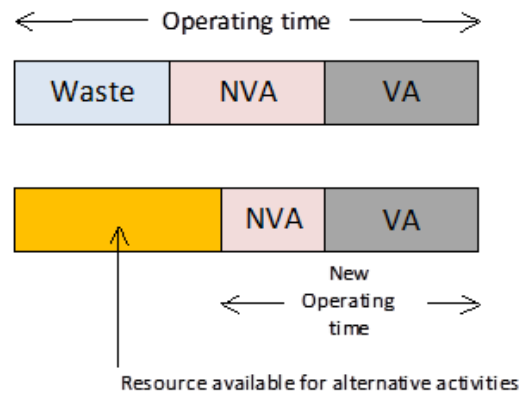 Operating time
Waste
NVA
VA
NVA
VA
New
Operating
time
Resource available for alternative activities